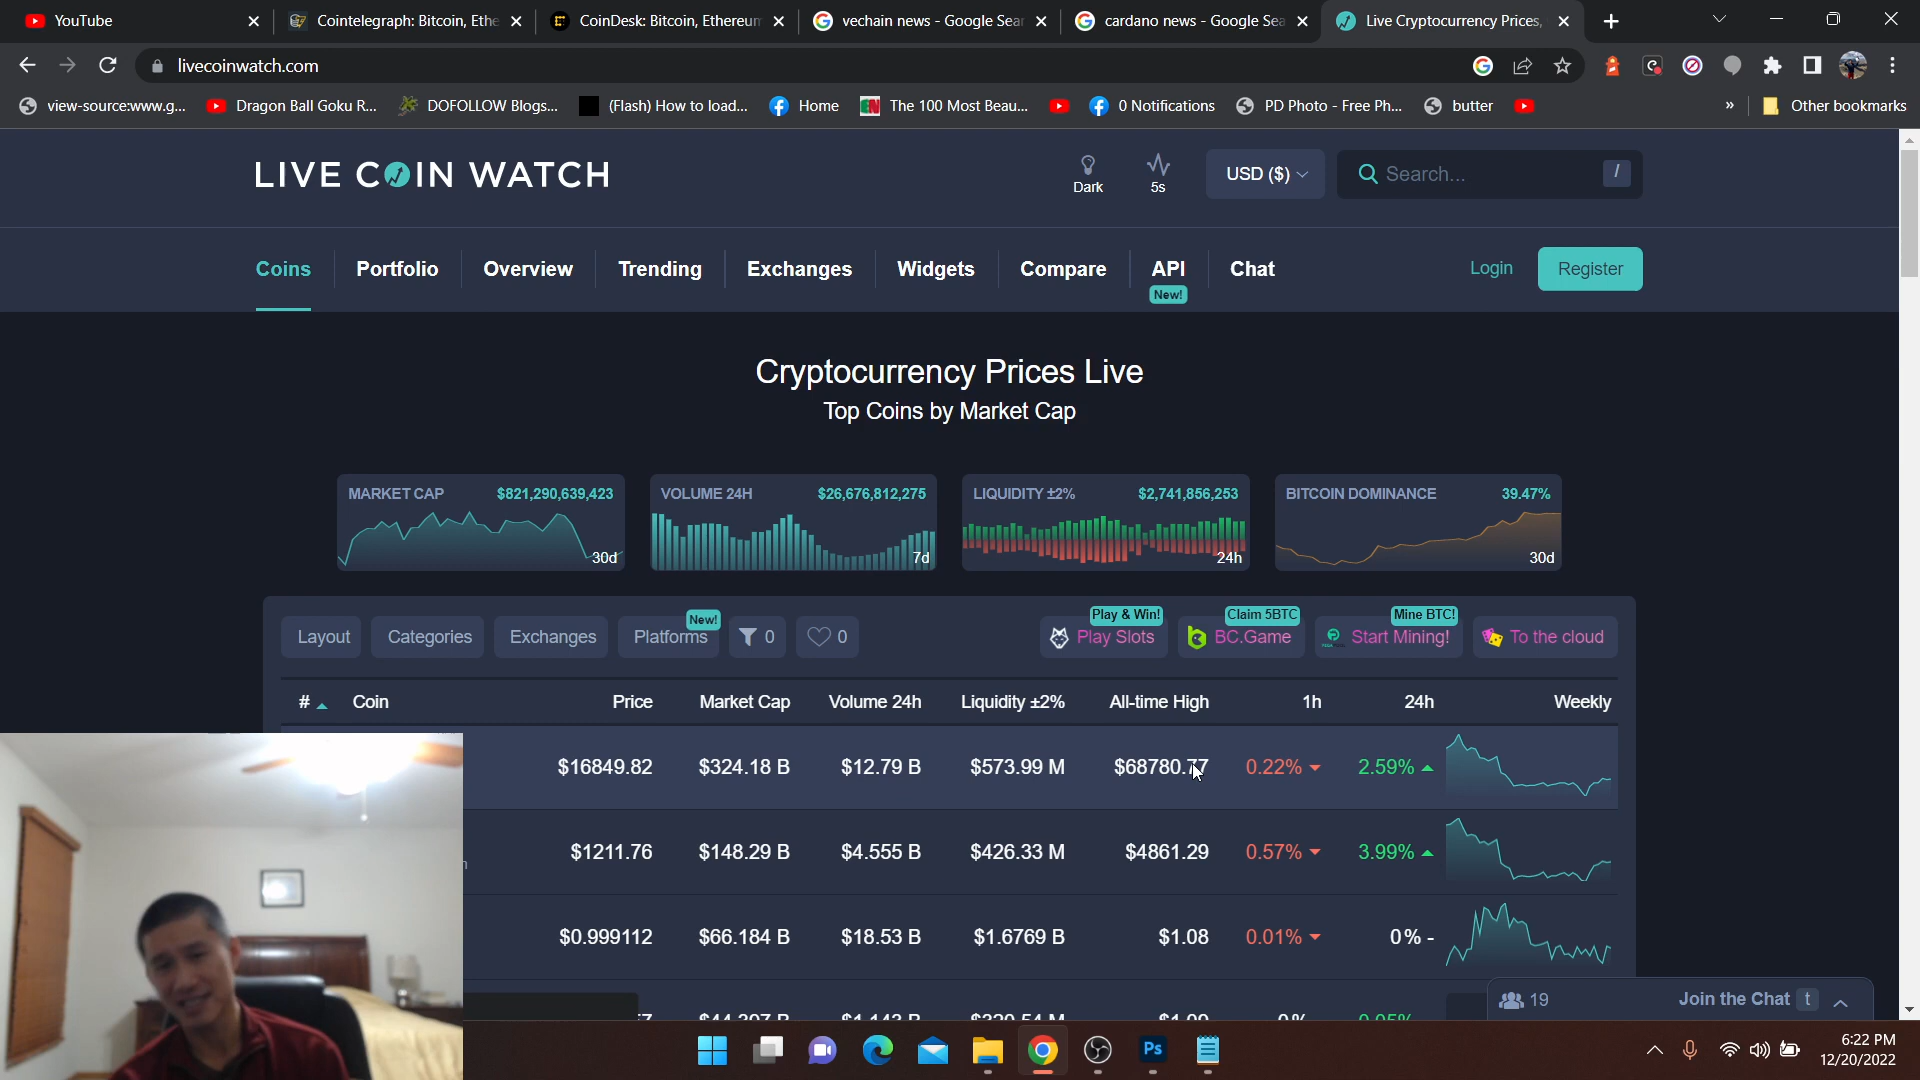 YouTube
Cointelegraph: Bitcoin, Ethe
CoinDesk: Bitcoin, Ethereum
vechain news - Google Sear
cardano news - Google Sea
Live Cryptocurrency Prices,
livecoinwatch.com
view-source:www.g...
Dragon Ball Goku R...
DOFOLLOW Blogs...
(Flash) How to load...
Home
The 100 Most Beau...
0 Notifications
PD Photo - Free Ph...
butter
»
Other bookmarks
LIVE COIN WATCH
Dark
5s
USD ($)
Search...
/
Coins Portfolio Overview Trending Exchanges Widgets Compare API Chat
New!
Login
Register
Cryptocurrency Prices Live
Top Coins by Market Cap
MARKET CAP $821,290,639,423
30d
VOLUME 24H $26,676,812,275
7d
LIQUIDITY ±2% $2,741,856,253
24h
BITCOIN DOMINANCE 39.47%
30d
New!
Play & Win!
Claim 5BTC
Mine BTC!
Layout Categories Exchanges Platforms 0 0 Play Slots BC.Game Start Mining! To the cloud
# Coin Price Market Cap Volume 24h Liquidity ±2% All-time High 1h 24h Weekly
$16849.82 $324.18 B $12.79 B $573.99 M $68780.77 0.22% 2.59%
$1211.76 $148.29 B $4.555 B $426.33 M $4861.29 0.57% 3.99%
$0.999112 $66.184 B $18.53 B $1.6769 B $1.08 0.01% 0% -
19
Join the Chat t
Ps
6:22 PM
12/20/2022